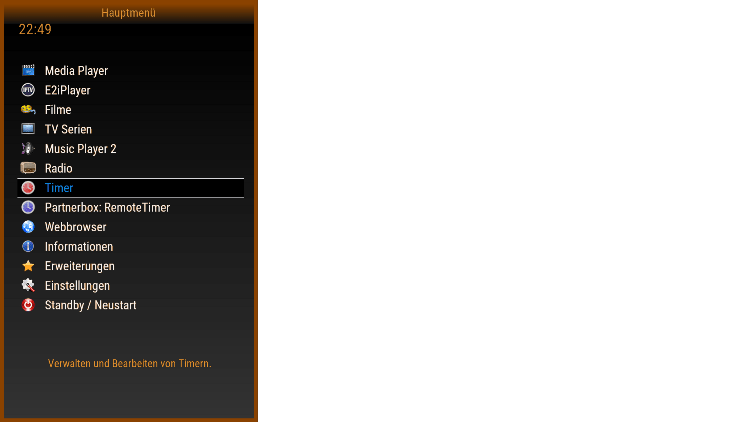 Hauptmenü
22:49
Media Player
IPTV E2iPlayer
Filme
TV Serien
Music Player 2
Radio
Timer
Partnerbox: RemoteTimer
Webbrowser
Informationen
Erweiterungen
Einstellungen
Standby / Neustart
Verwalten und Bearbeiten von Timern.